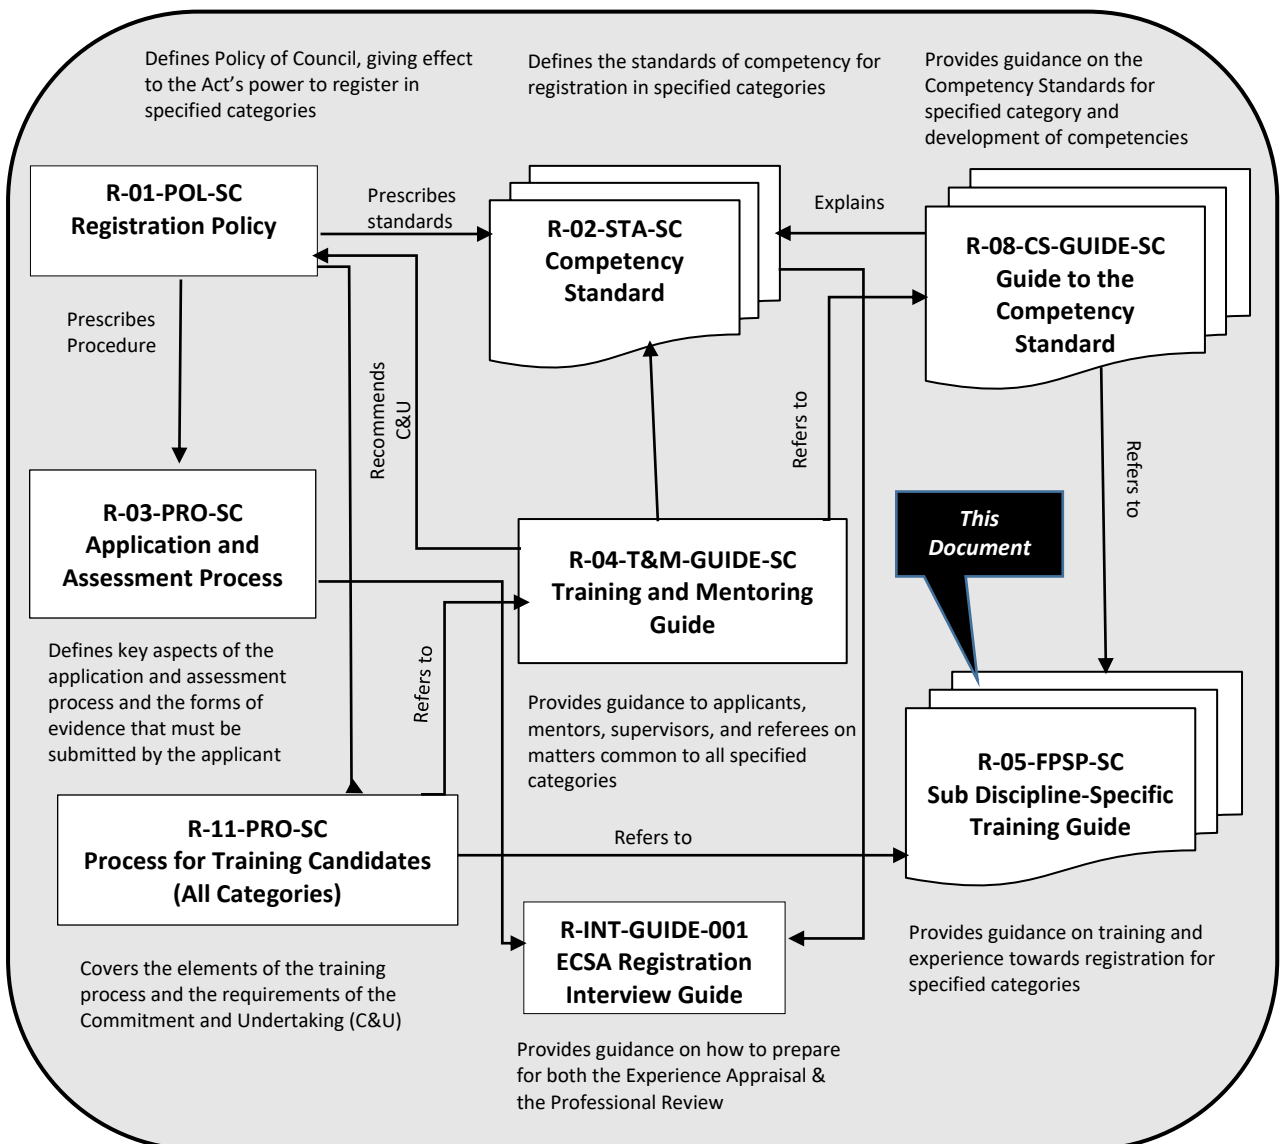 Defines Policy of Council, giving effect
to the Act's power to register in
specified categories
Defines the standards of competency for
registration in specified categories
Provides guidance on the
Competency Standards for
specified category and
development of competencies
R-01-POL-SC
Registration Policy
Prescribes
standards
R-02-STA-SC
Competency
Standard
Explains
R-08-CS-GUIDE-SC
Guide to the
Competency
Standard
Prescribes
Procedure
Recommends
C&U
Refers to
Refers to
R-03-PRO-SC
Application and
Assessment Process
R-04-T&M-GUIDE-SC
Training and Mentoring
Guide
This
Document
Defines key aspects of the
application and assessment
process and the forms of
evidence that must be
submitted by the applicant
Refers to
Provides guidance to applicants,
mentors, supervisors, and referees on
matters common to all specified
categories
R-05-FPSP-SC
Sub Discipline-Specific
Training Guide
R-11-PRO-SC
Process for Training Candidates
(All Categories)
Refers to
R-INT-GUIDE-001
ECSA Registration
Interview Guide
Provides guidance on training and
experience towards registration for
specified categories
Covers the elements of the training
process and the requirements of the
Commitment and Undertaking (C&U)
Provides guidance on how to prepare
for both the Experience Appraisal &
the Professional Review